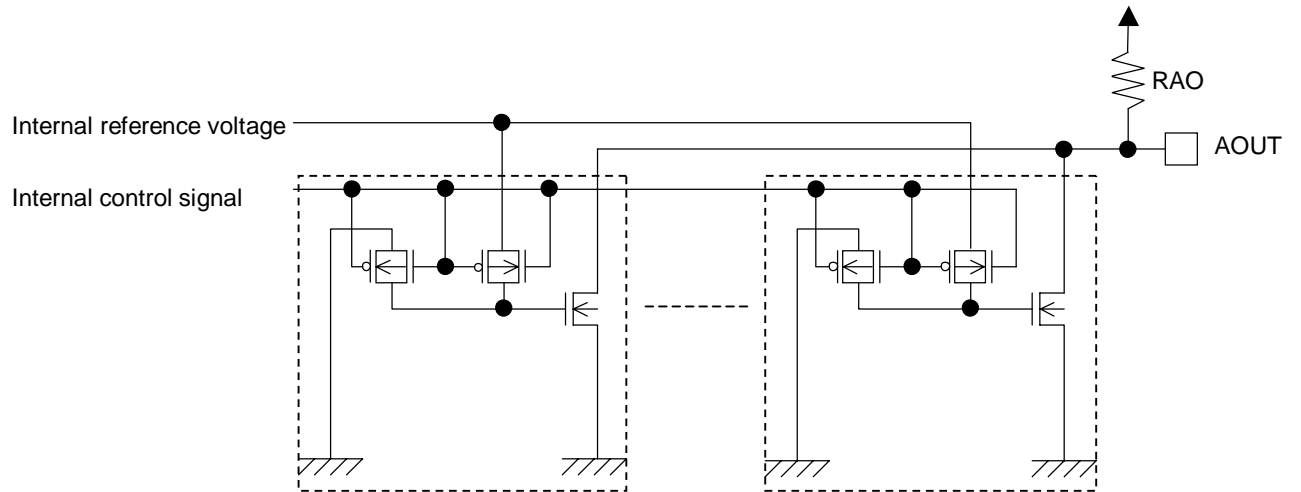 RAO
Internal reference voltage
AOUT
Internal control signal